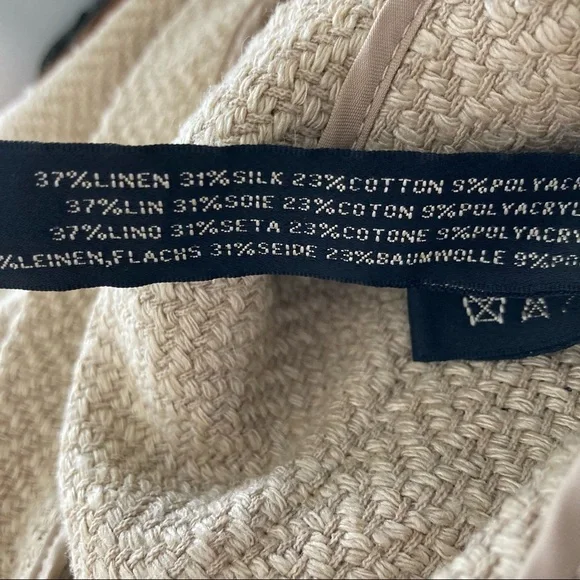 37%LINEN 31%SILK 23%COTTON 9%POLYAC
37%LIN 31%SOIE 23%COTON 9%POLYACRYL
37%LINO 31%SETA 23%COTONE 9%POLYACR
%LEINEN,FLACHS 31%SEIDE 23%BAUMWOLLE 9%PO